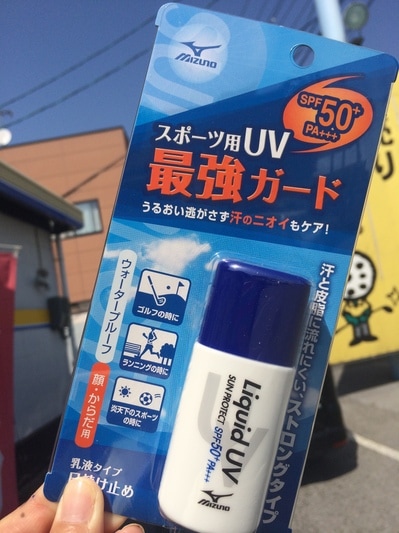 MIZUNO
SPF
50+
PA+++
スポーツ用UV
最強ガード
うるおい逃がさず汗のニオイもケア!
ウォータープルーフ
ゴルフの時に
ランニングの時に
炎天下のスポーツ
の時に
顔・からだ用
乳液タイプ
日やけ止め
汗と皮脂に流れにくい、ストロングタイプ
Liquid UV
SUN PROTECT SPF50+PA+++
MIZUNO